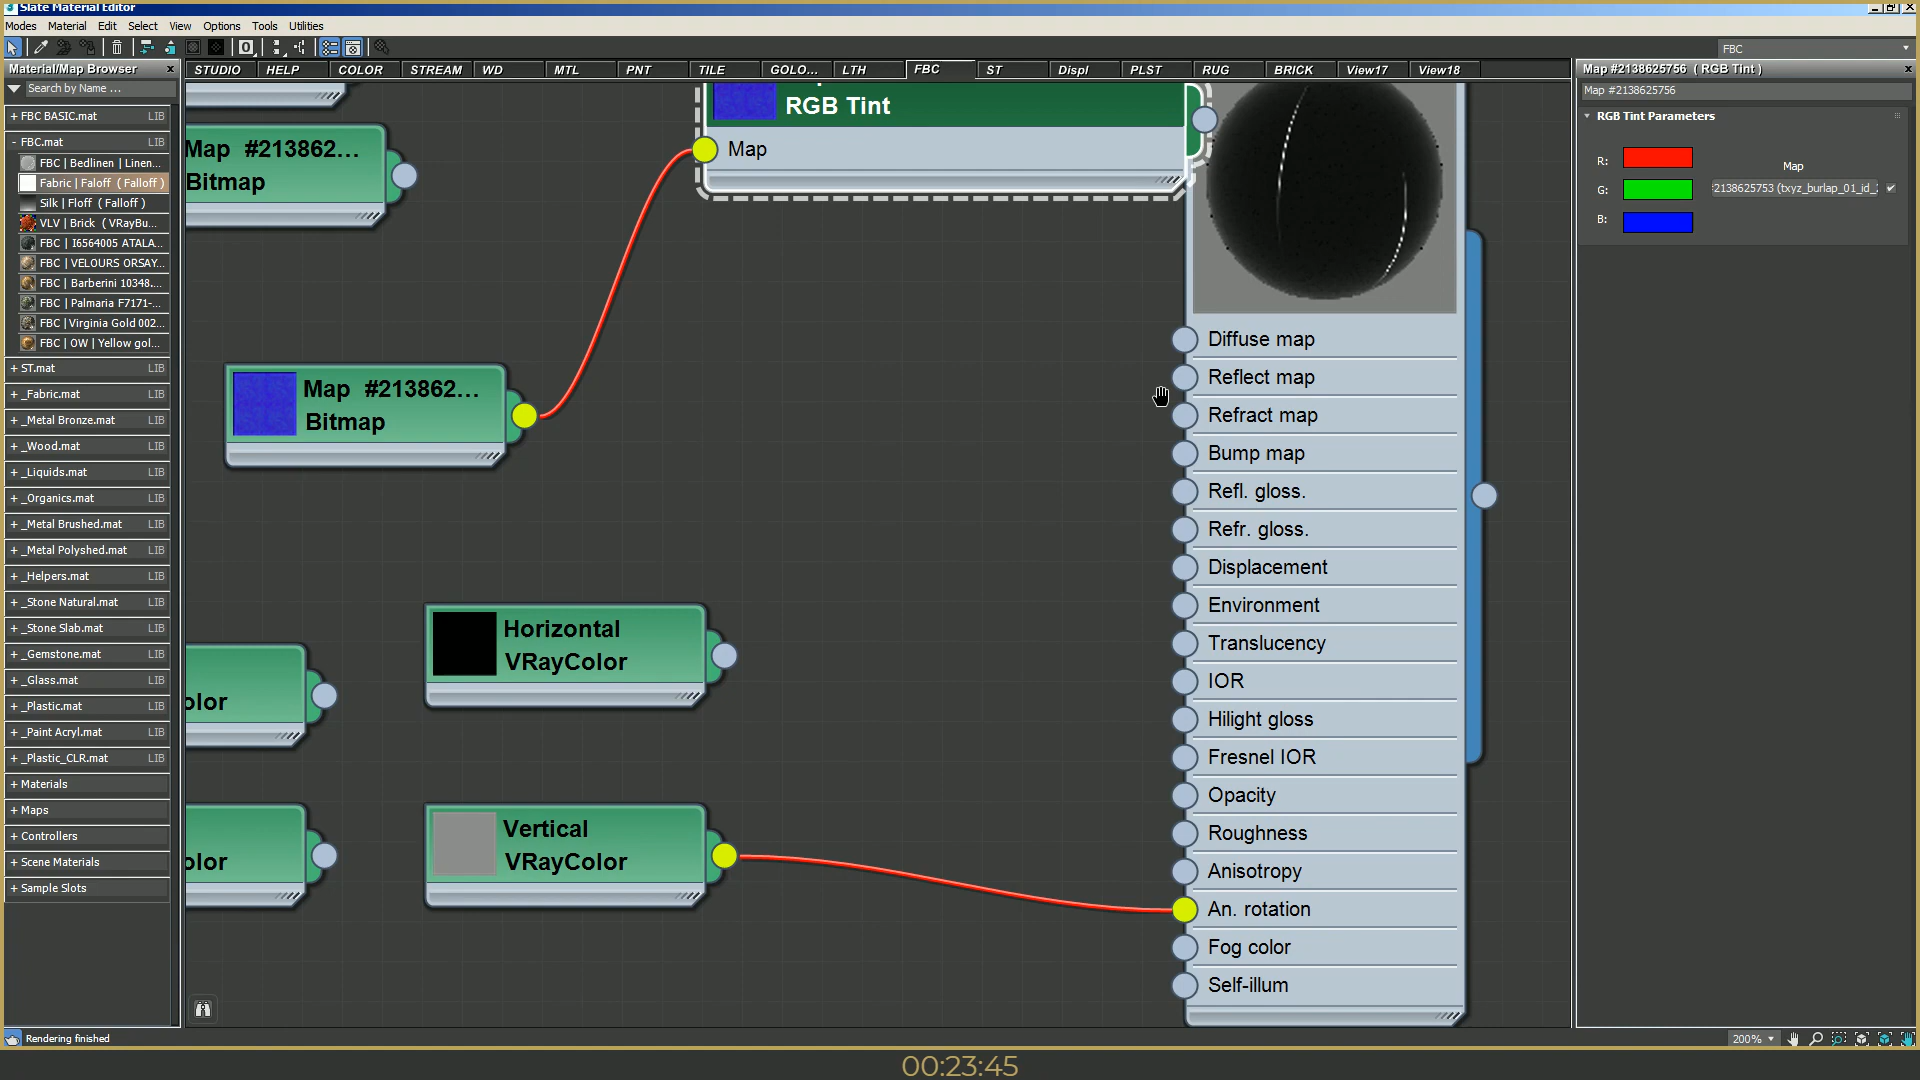 Slate Material Editor
Modes Material Edit Select View Options Tools Utilities
FBC
Material/Map Browser
STUDIO HELP COLOR STREAM WD MTL PNT TILE GOLO... LTH FBC ST Displ PLST RUG BRICK View17 View18
Map #2138625756 ( RGB Tint )
Search by Name ...
Map #2138625756
+ FBC BASIC.mat LIB
- FBC.mat LIB
FBC | Bedlinen | Linen...
Fabric | Faloff ( Falloff )
Silk | Floff ( Falloff )
VLV | Brick ( VRayBu...
FBC | I6564005 ATALA...
FBC | VELOURS ORSAY...
FBC | Barberini 10348...
FBC | Palmaria F7171-...
FBC | Virginia Gold 002...
FBC | OW | Yellow gol...
+ ST.mat LIB
+ _Fabric.mat LIB
+ _Metal Bronze.mat LIB
+ _Wood.mat LIB
+ _Liquids.mat LIB
+ _Organics.mat LIB
+ _Metal Brushed.mat LIB
+ _Metal Polyshed.mat LIB
+ _Helpers.mat LIB
+ _Stone Natural.mat LIB
+ _Stone Slab.mat LIB
+ _Gemstone.mat LIB
+ _Glass.mat LIB
+ _Plastic.mat LIB
+ _Paint Acryl.mat LIB
+ _Plastic_CLR.mat LIB
+ Materials
+ Maps
+ Controllers
+ Scene Materials
+ Sample Slots
RGB Tint
Map
Map #213862...
Bitmap
Map #213862...
Bitmap
Horizontal
VRayColor
olor
Vertical
VRayColor
olor
Diffuse map
Reflect map
Refract map
Bump map
Refl. gloss.
Refr. gloss.
Displacement
Environment
Translucency
IOR
Hilight gloss
Fresnel IOR
Opacity
Roughness
Anisotropy
An. rotation
Fog color
Self-illum
RGB Tint Parameters
R:
Map
G:
2138625753 (txyz_burlap_01_id_
B:
Rendering finished
200%
00:23:45